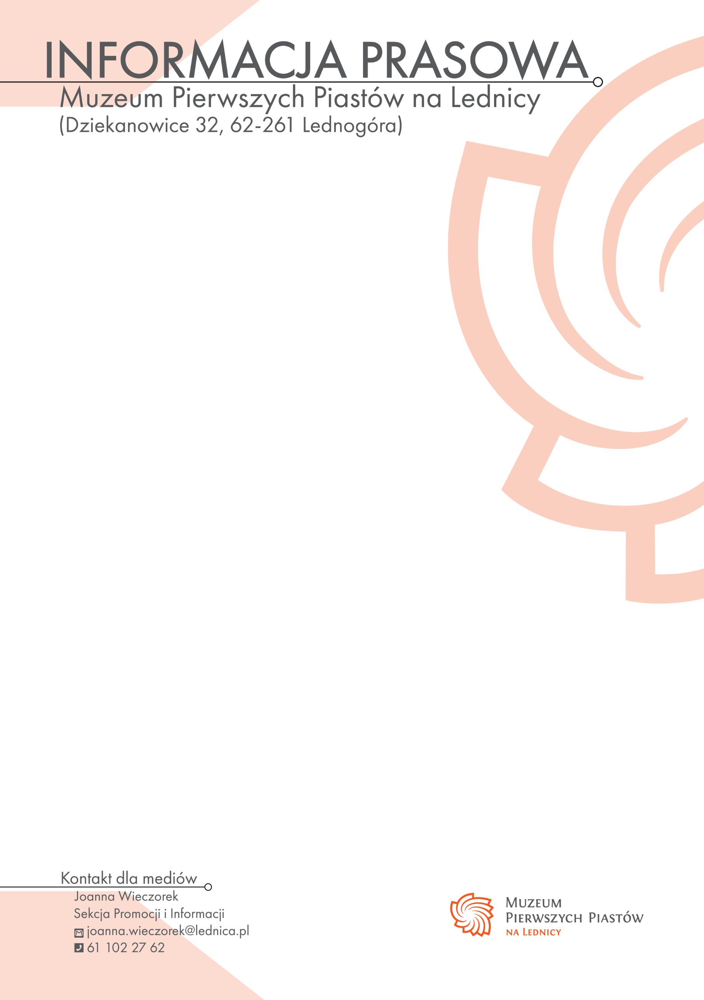 INFORMACJA PRASOWA
Muzeum Pierwszych Piastów na Lednicy
(Dziekanowice 32, 62-261 Lednogóra)
Kontakt dla mediów
Joanna Wieczorek
Sekcja Promocji i Informacji
joanna.wieczorek@lednica.pl
61 102 27 62
Muzeum
Pierwszych Piastów
na Lednicy